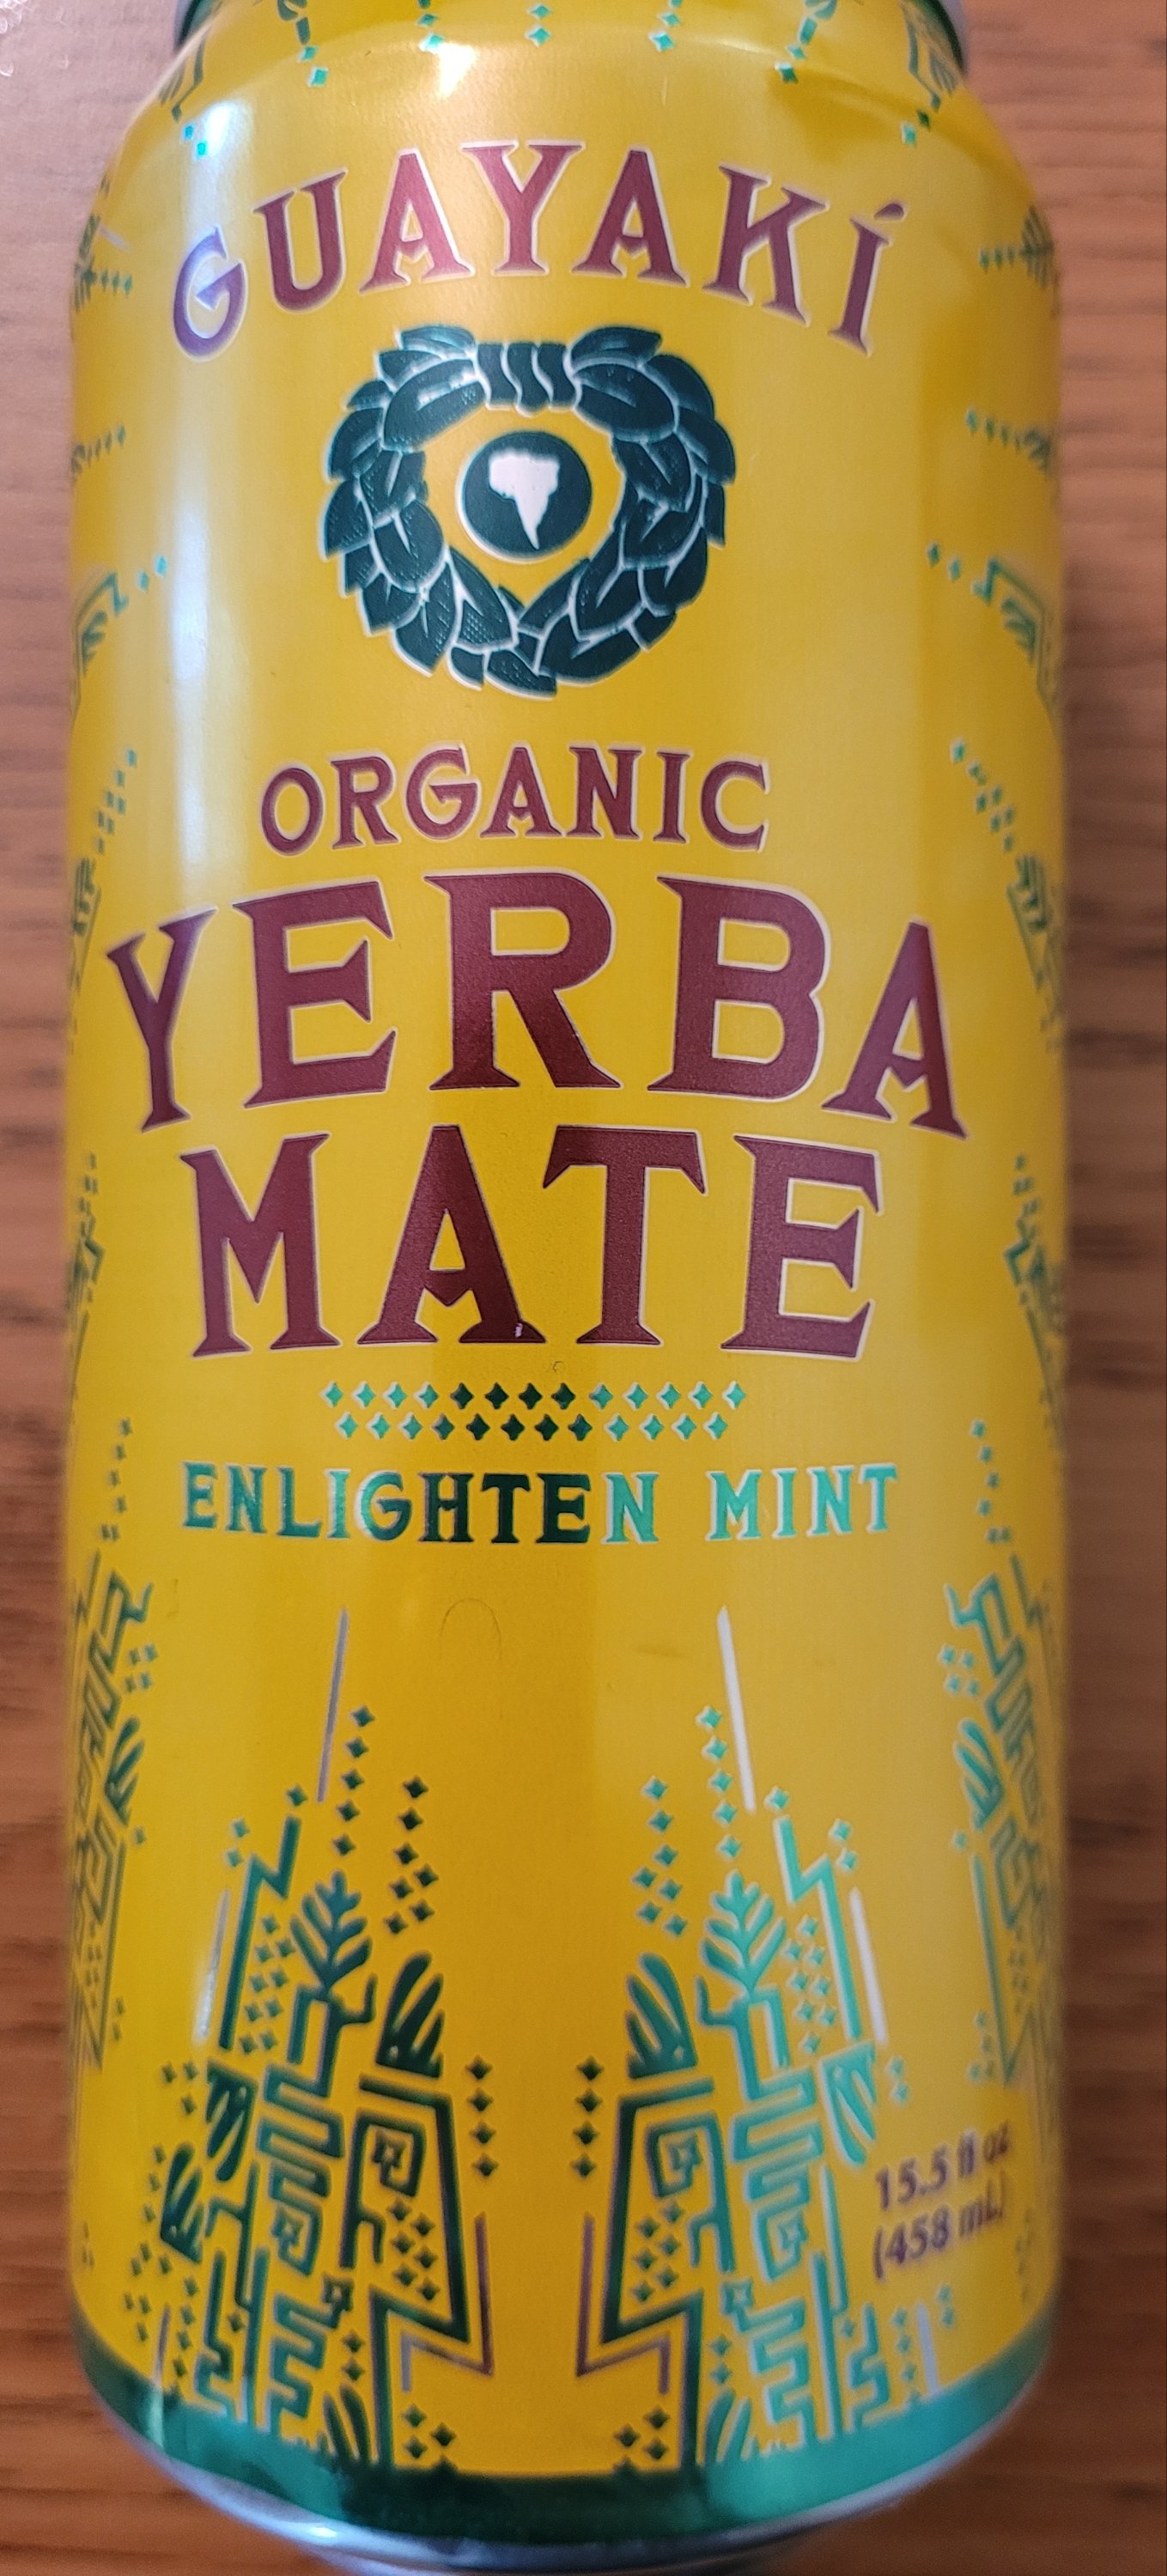 GUAYAKÍ
ORGANIC
YERBA
MATE
ENLIGHTEN MINT
15.5 fl oz
(458 mL)